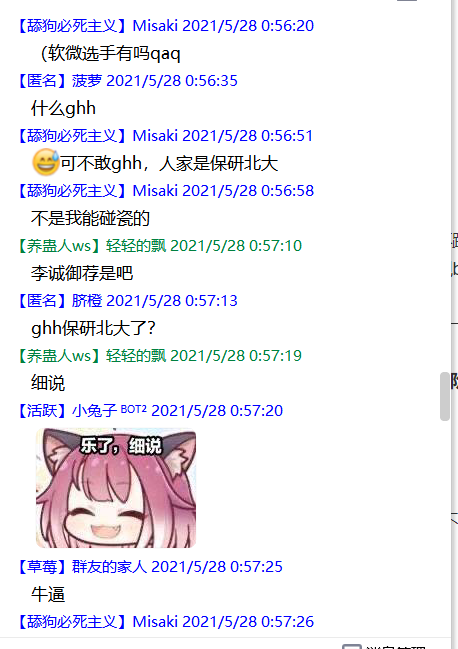 【舔狗必死主义】Misaki 2021/5/28 0:56:20
（软微选手有吗qaq
【匿名】菠萝 2021/5/28 0:56:35
什么ghh
【舔狗必死主义】Misaki 2021/5/28 0:56:51
😅可不敢ghh，人家是保研北大
【舔狗必死主义】Misaki 2021/5/28 0:56:58
不是我能碰瓷的
【养蛊人ws】轻轻的飘 2021/5/28 0:57:10
李诚御荐是吧
【匿名】脐橙 2021/5/28 0:57:13
ghh保研北大了？
【养蛊人ws】轻轻的飘 2021/5/28 0:57:19
细说
【活跃】小兔子 ᴮᴼᵀ² 2021/5/28 0:57:20
乐了，细说
【草莓】群友的家人 2021/5/28 0:57:25
牛逼
【舔狗必死主义】Misaki 2021/5/28 0:57:26